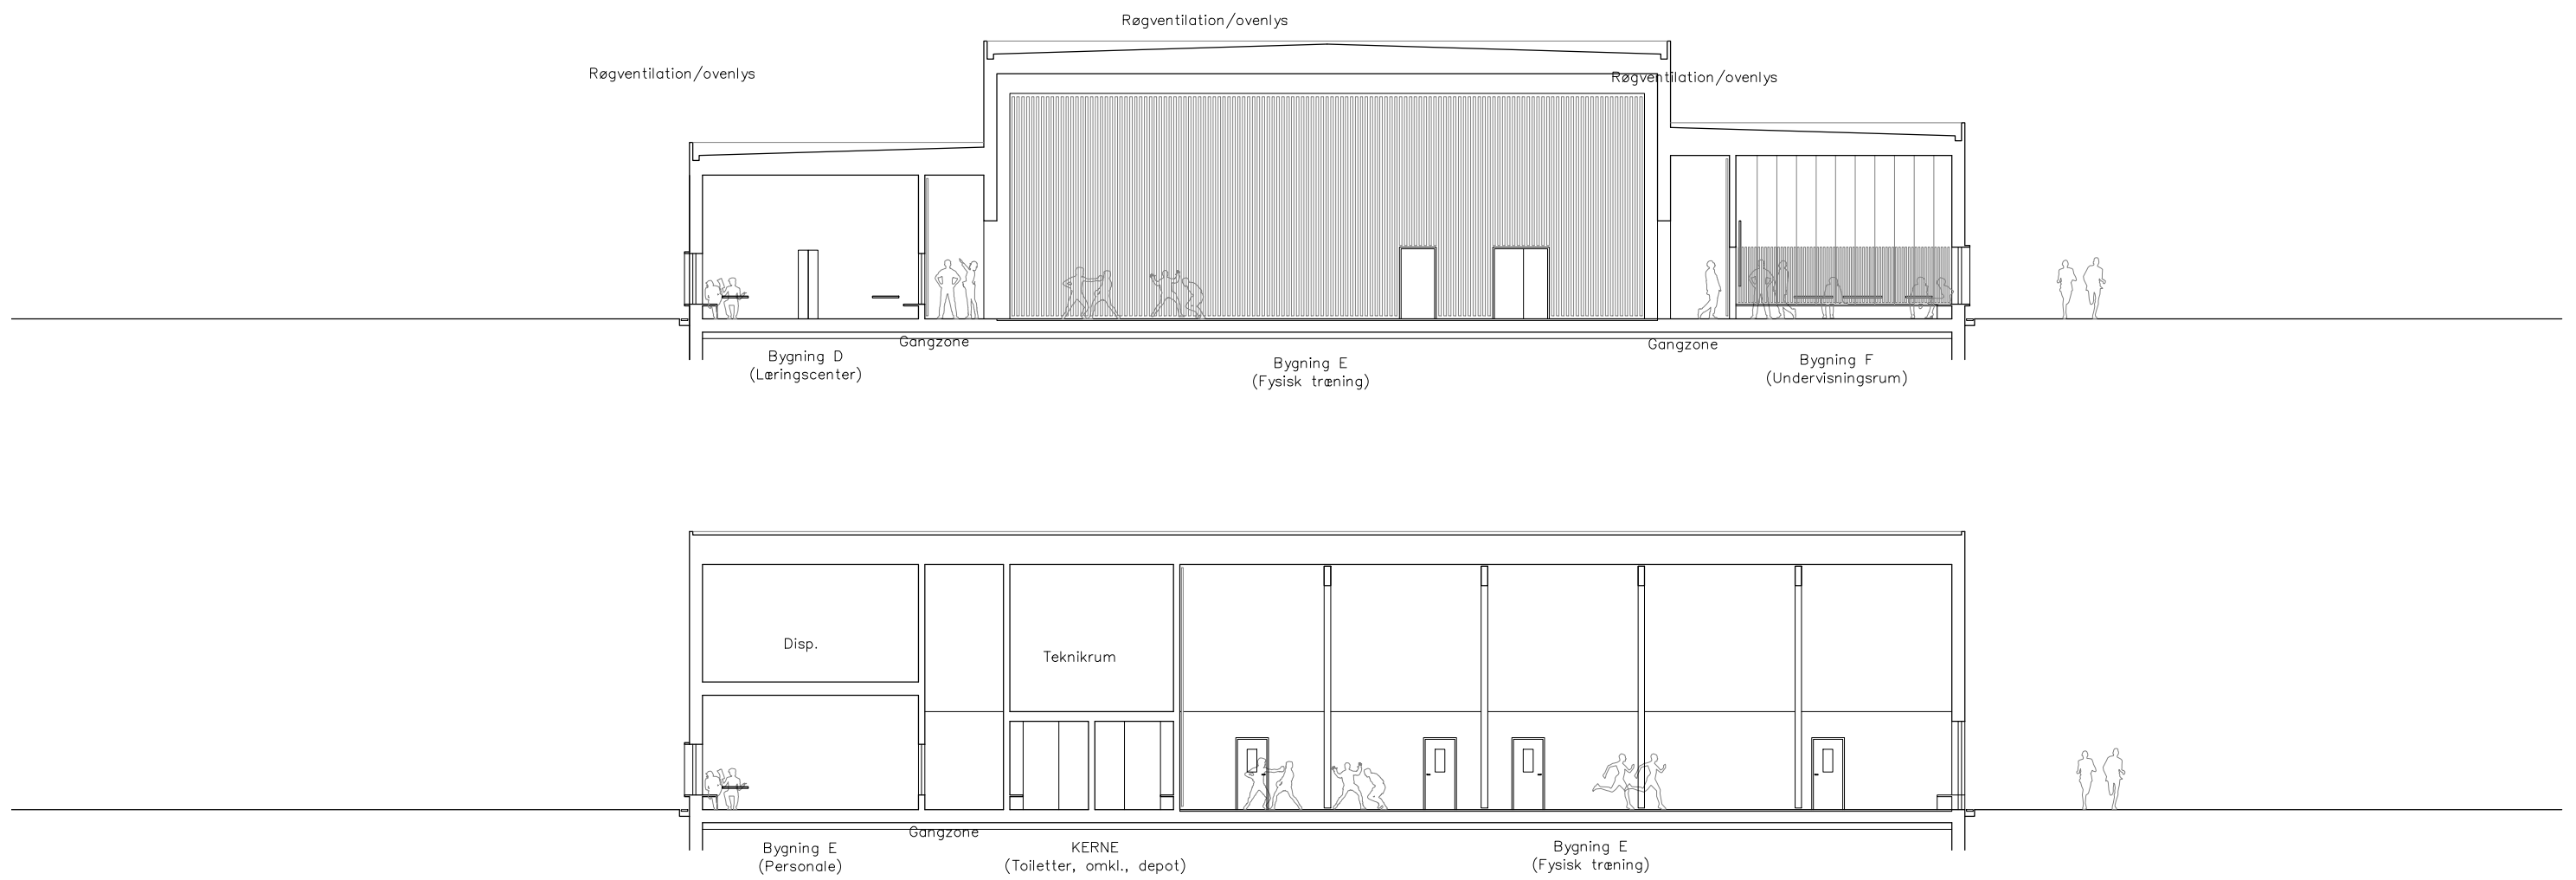 Røgventilation/ovenlys
Røgventilation/ovenlys
Røgventilation/ovenlys
Gangzone
Gangzone
Bygning D
(Læringscenter)
Bygning E
(Fysisk træning)
Bygning F
(Undervisningsrum)
Disp.
Teknikrum
Gangzone
Bygning E
(Personale)
KERNE
(Toiletter, omkl., depot)
Bygning E
(Fysisk træning)